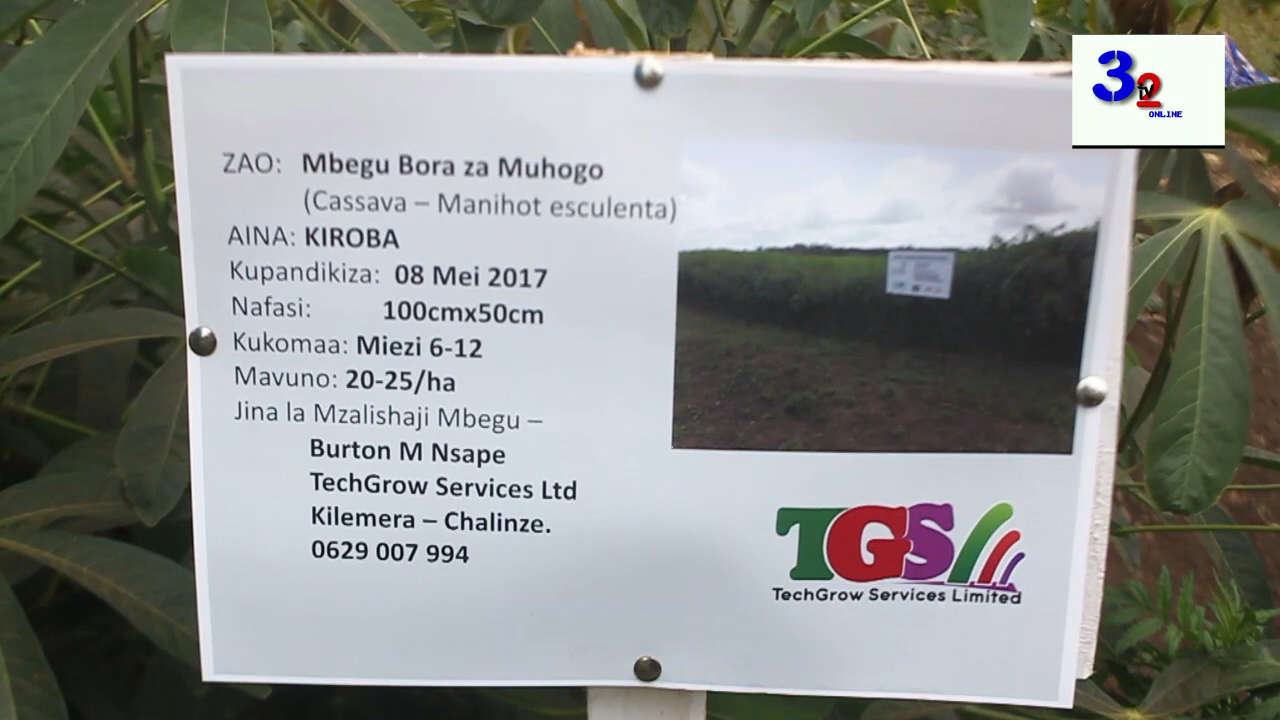 3
tv
2
ONLINE
ZAO: Mbegu Bora za Muhogo
(Cassava – Manihot esculenta)
AINA: KIROBA
Kupandikiza: 08 Mei 2017
Nafasi: 100cmx50cm
Kukomaa: Miezi 6-12
Mavuno: 20-25/ha
Jina la Mzalishaji Mbegu –
Burton M Nsape
TechGrow Services Ltd
Kilemera – Chalinze.
0629 007 994
TGS
TechGrow Services Limited